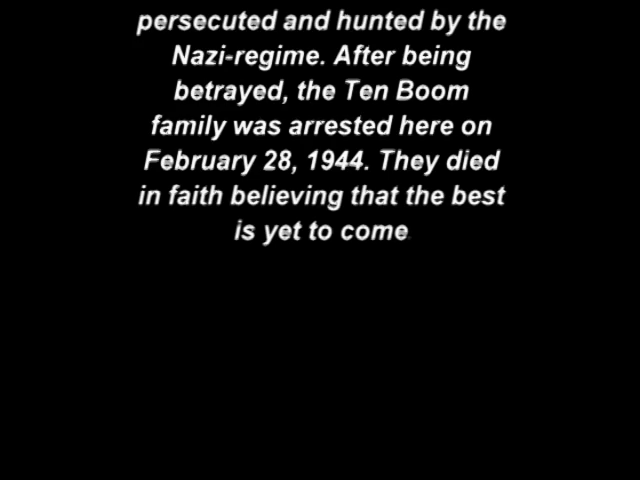 persecuted and hunted by the
Nazi-regime. After being
betrayed, the Ten Boom
family was arrested here on
February 28, 1944. They died
in faith believing that the best
is yet to come